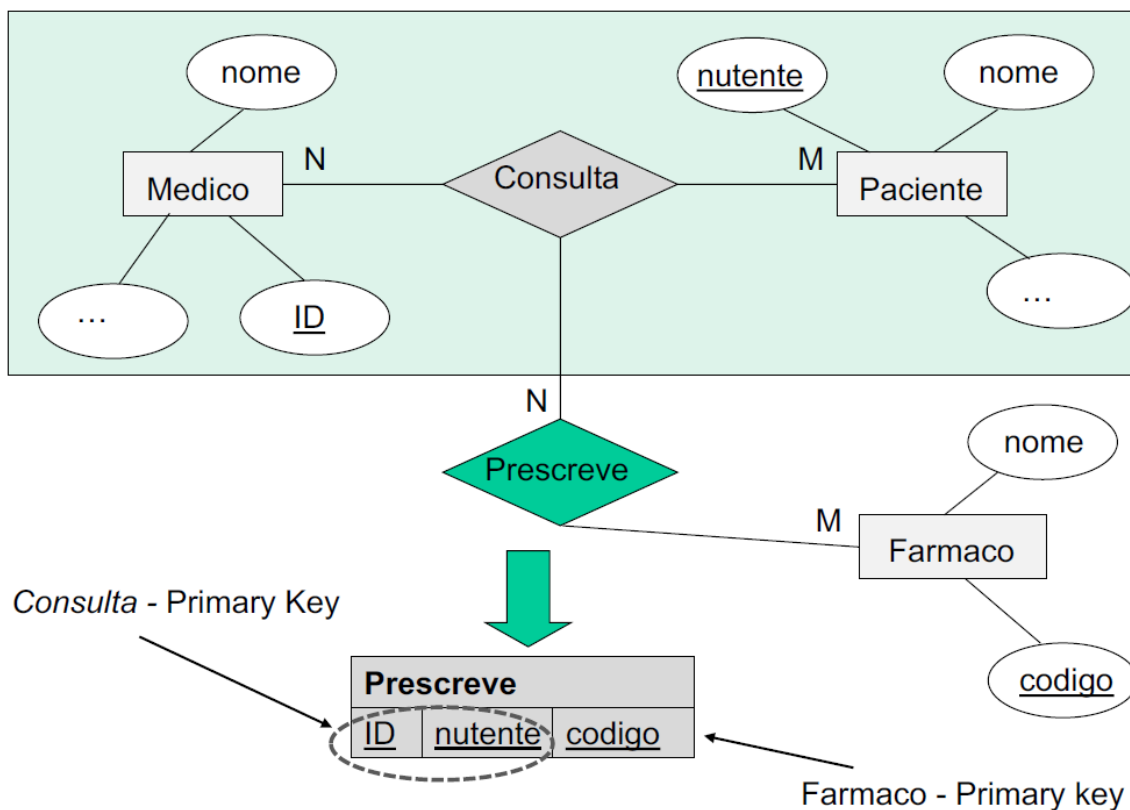 nome
nutente
nome
N
M
Medico
Consulta
Paciente
...
ID
...
N
Prescreve
nome
M
Farmaco
Consulta - Primary Key
codigo
Prescreve
ID nutente codigo
Farmaco - Primary key